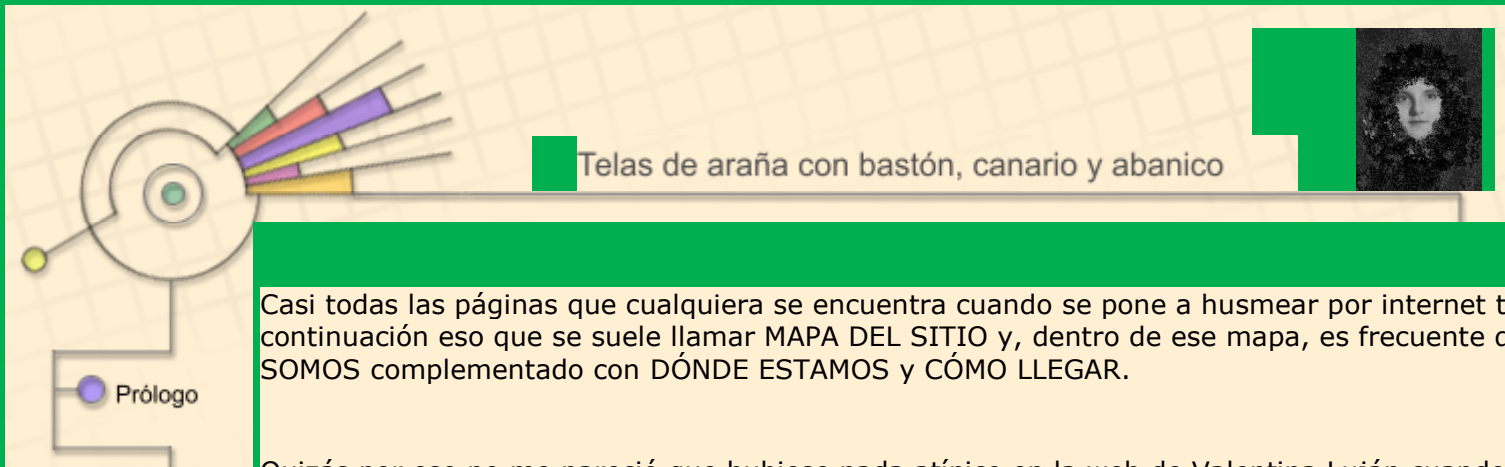 Telas de araña con bastón, canario y abanico
Casi todas las páginas que cualquiera se encuentra cuando se pone a husmear por internet
continuación eso que se suele llamar MAPA DEL SITIO y, dentro de ese mapa, es frecuente
SOMOS complementado con DÓNDE ESTAMOS y CÓMO LLEGAR.
Prólogo